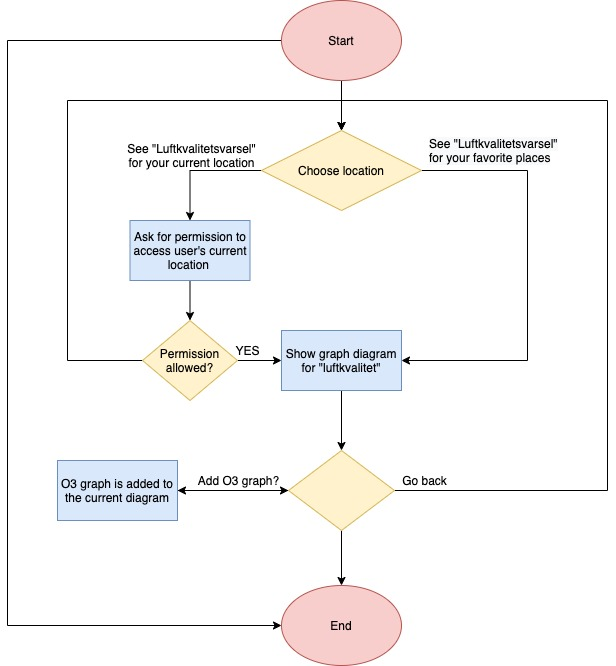 Start
See "Luftkvalitetsvarsel"
for your current location
See "Luftkvalitetsvarsel"
for your favorite places
Choose location
Ask for permission to
access user's current
location
Permission
allowed?
YES
Show graph diagram
for "luftkvalitet"
O3 graph is added to
the current diagram
Add O3 graph?
Go back
End